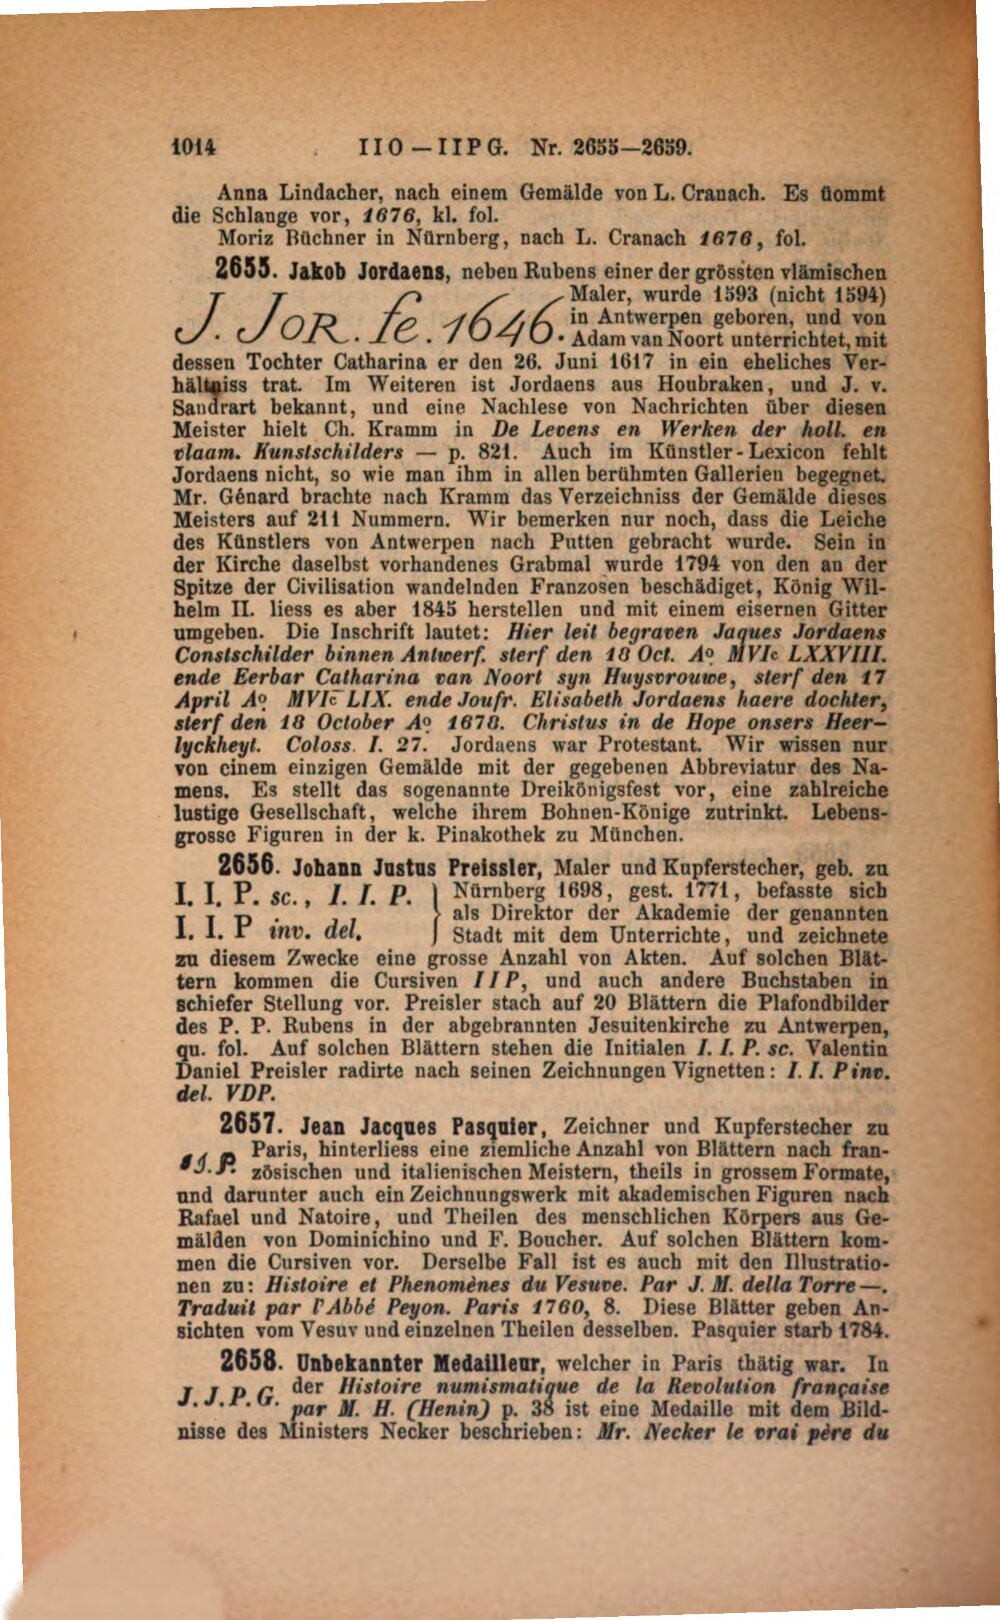 1014 IIO — IIPG. Nr. 2655—2659.
Anna Lindacher, nach einem Gemälde von L. Cranach. Es kommt
die Schlange vor, 1676, kl. fol.
Moriz Büchner in Nürnberg, nach L. Cranach 1676, fol.
2655. Jakob Jordaens, neben Rubens einer der grössten vlämischen
J. JOR. fe. 1646. Maler, wurde 1593 (nicht 1594)
in Antwerpen geboren, und von
Adam van Noort unterrichtet, mit
dessen Tochter Catharina er den 26. Juni 1617 in ein eheliches Ver-
hältniss trat. Im Weiteren ist Jordaens aus Houbraken, und J. v.
Sandrart bekannt, und eine Nachlese von Nachrichten über diesen
Meister hielt Ch. Kramm in De Levens en Werken der holl. en
vlaam. Kunstschilders — p. 821. Auch im Künstler-Lexicon fehlt
Jordaens nicht, so wie man ihm in allen berühmten Gallerien begegnet.
Mr. Génard brachte nach Kramm das Verzeichniss der Gemälde dieses
Meisters auf 211 Nummern. Wir bemerken nur noch, dass die Leiche
des Künstlers von Antwerpen nach Putten gebracht wurde. Sein in
der Kirche daselbst vorhandenes Grabmal wurde 1794 von den an der
Spitze der Civilisation wandelnden Franzosen beschädiget, König Wil-
helm II. liess es aber 1845 herstellen und mit einem eisernen Gitter
umgeben. Die Inschrift lautet: Hier leit begraven Jaques Jordaens
Constschilder binnen Antwerf. sterf den 18 Oct. Aº MVIc LXXVIII.
ende Eerbar Catharina van Noort syn Huysvrouwe, sterf den 17
April Aº MVIc LIX. ende Joufr. Elisabeth Jordaens haere dochter,
sterf den 18 October Aº 1678. Christus in de Hope onsers Heer-
lyckheyt. Coloss. I. 27. Jordaens war Protestant. Wir wissen nur
von einem einzigen Gemälde mit der gegebenen Abbreviatur des Na-
mens. Es stellt das sogenannte Dreikönigsfest vor, eine zahlreiche
lustige Gesellschaft, welche ihrem Bohnen-Könige zutrinkt. Lebens-
grosse Figuren in der k. Pinakothek zu München.
2656. Johann Justus Preissler, Maler und Kupferstecher, geb. zu
I. I. P. sc., I. I. P. Nürnberg 1698, gest. 1771, befasste sich
als Direktor der Akademie der genannten
I. I. P inv. del. Stadt mit dem Unterrichte, und zeichnete
zu diesem Zwecke eine grosse Anzahl von Akten. Auf solchen Blät-
tern kommen die Cursiven IIP, und auch andere Buchstaben in
schiefer Stellung vor. Preisler stach auf 20 Blättern die Plafondbilder
des P. P. Rubens in der abgebrannten Jesuitenkirche zu Antwerpen,
qu. fol. Auf solchen Blättern stehen die Initialen I. I. P. sc. Valentin
Daniel Preisler radirte nach seinen Zeichnungen Vignetten: I. I. P inv.
del. VDP.
2657. Jean Jacques Pasquier, Zeichner und Kupferstecher zu
Paris, hinterliess eine ziemliche Anzahl von Blättern nach fran-
J.J.P. zösischen und italienischen Meistern, theils in grossem Formate,
und darunter auch ein Zeichnungswerk mit akademischen Figuren nach
Rafael und Natoire, und Theilen des menschlichen Körpers aus Ge-
mälden von Dominichino und F. Boucher. Auf solchen Blättern kom-
men die Cursiven vor. Derselbe Fall ist es auch mit den Illustratio-
nen zu: Histoire et Phenomènes du Vesuve. Par J. M. della Torre —.
Traduit par l'Abbé Peyon. Paris 1760, 8. Diese Blätter geben An-
sichten vom Vesuv und einzelnen Theilen desselben. Pasquier starb 1784.
2658. Unbekannter Medailleur, welcher in Paris thätig war. In
J.J.P.G. der Histoire numismatique de la Revolution française
par M. H. (Henin) p. 38 ist eine Medaille mit dem Bild-
nisse des Ministers Necker beschrieben: Mr. Necker le vrai père du